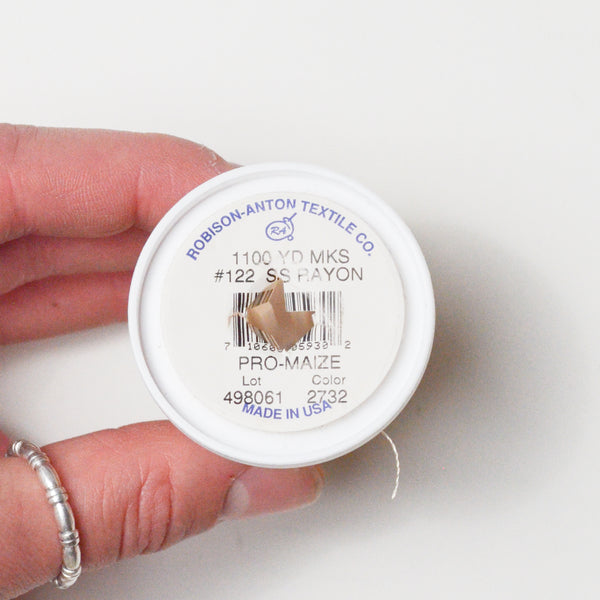 ROBISON-ANTON TEXTILE CO.
RA
1100 YD MKS
#122 SS RAYON
PRO-MAIZE
Lot Color
498061 2732
MADE IN USA